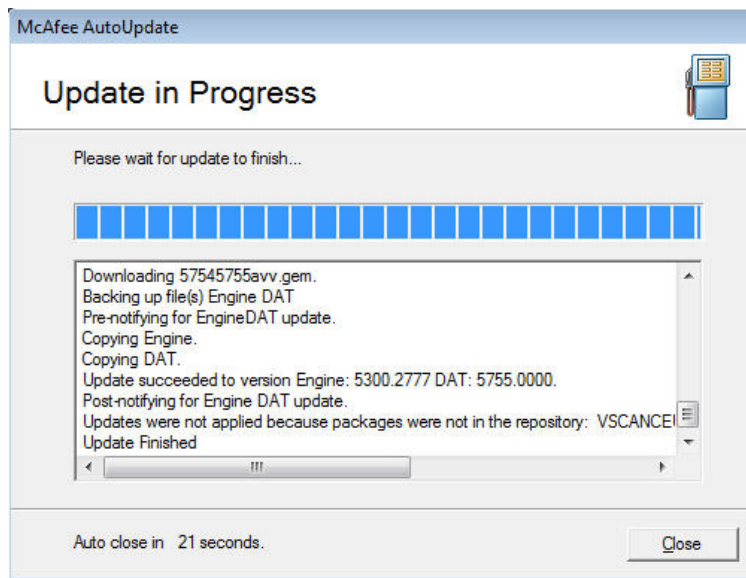 McAfee AutoUpdate
Update in Progress
Please wait for update to finish...
Downloading 57545755avv.gem.
Backing up file(s) Engine DAT
Pre-notifying for EngineDAT update.
Copying Engine.
Copying DAT.
Update succeeded to version Engine: 5300.2777 DAT: 5755.0000.
Post-notifying for Engine DAT update.
Updates were not applied because packages were not in the repository: VSCANCE
Update Finished
Auto close in 21 seconds.
Close